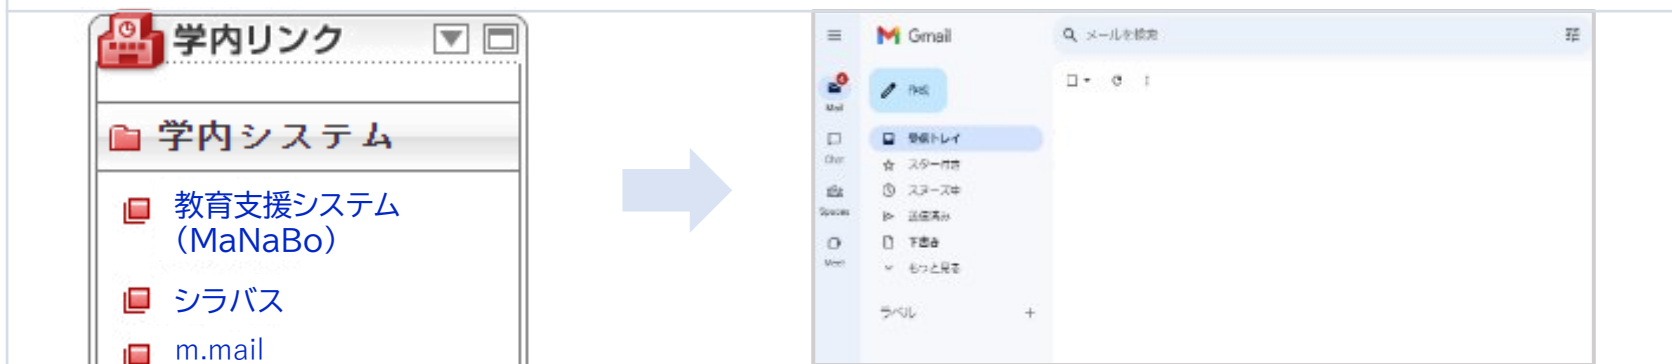 学内リンク
学内システム
教育支援システム
(MaNaBo)
シラバス
m.mail
Gmail
メールを検索
作成
4
Mail
受信トレイ
Chat
スター付き
スヌーズ中
Spaces
送信済み
下書き
Meet
もっと見る
ラベル